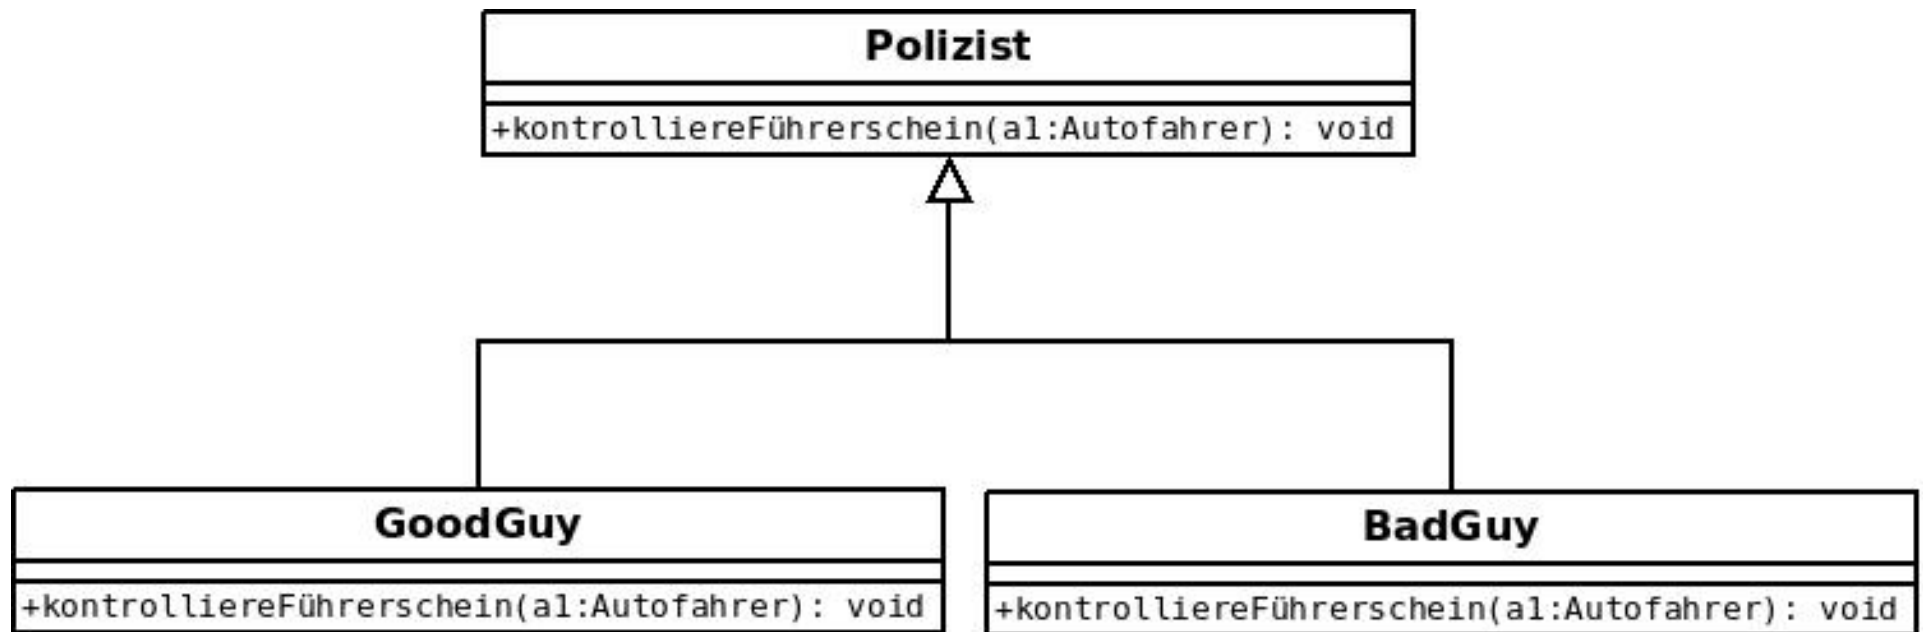 Polizist
+kontrolliereFührerschein(a1:Autofahrer): void
GoodGuy
+kontrolliereFührerschein(a1:Autofahrer): void
BadGuy
+kontrolliereFührerschein(a1:Autofahrer): void